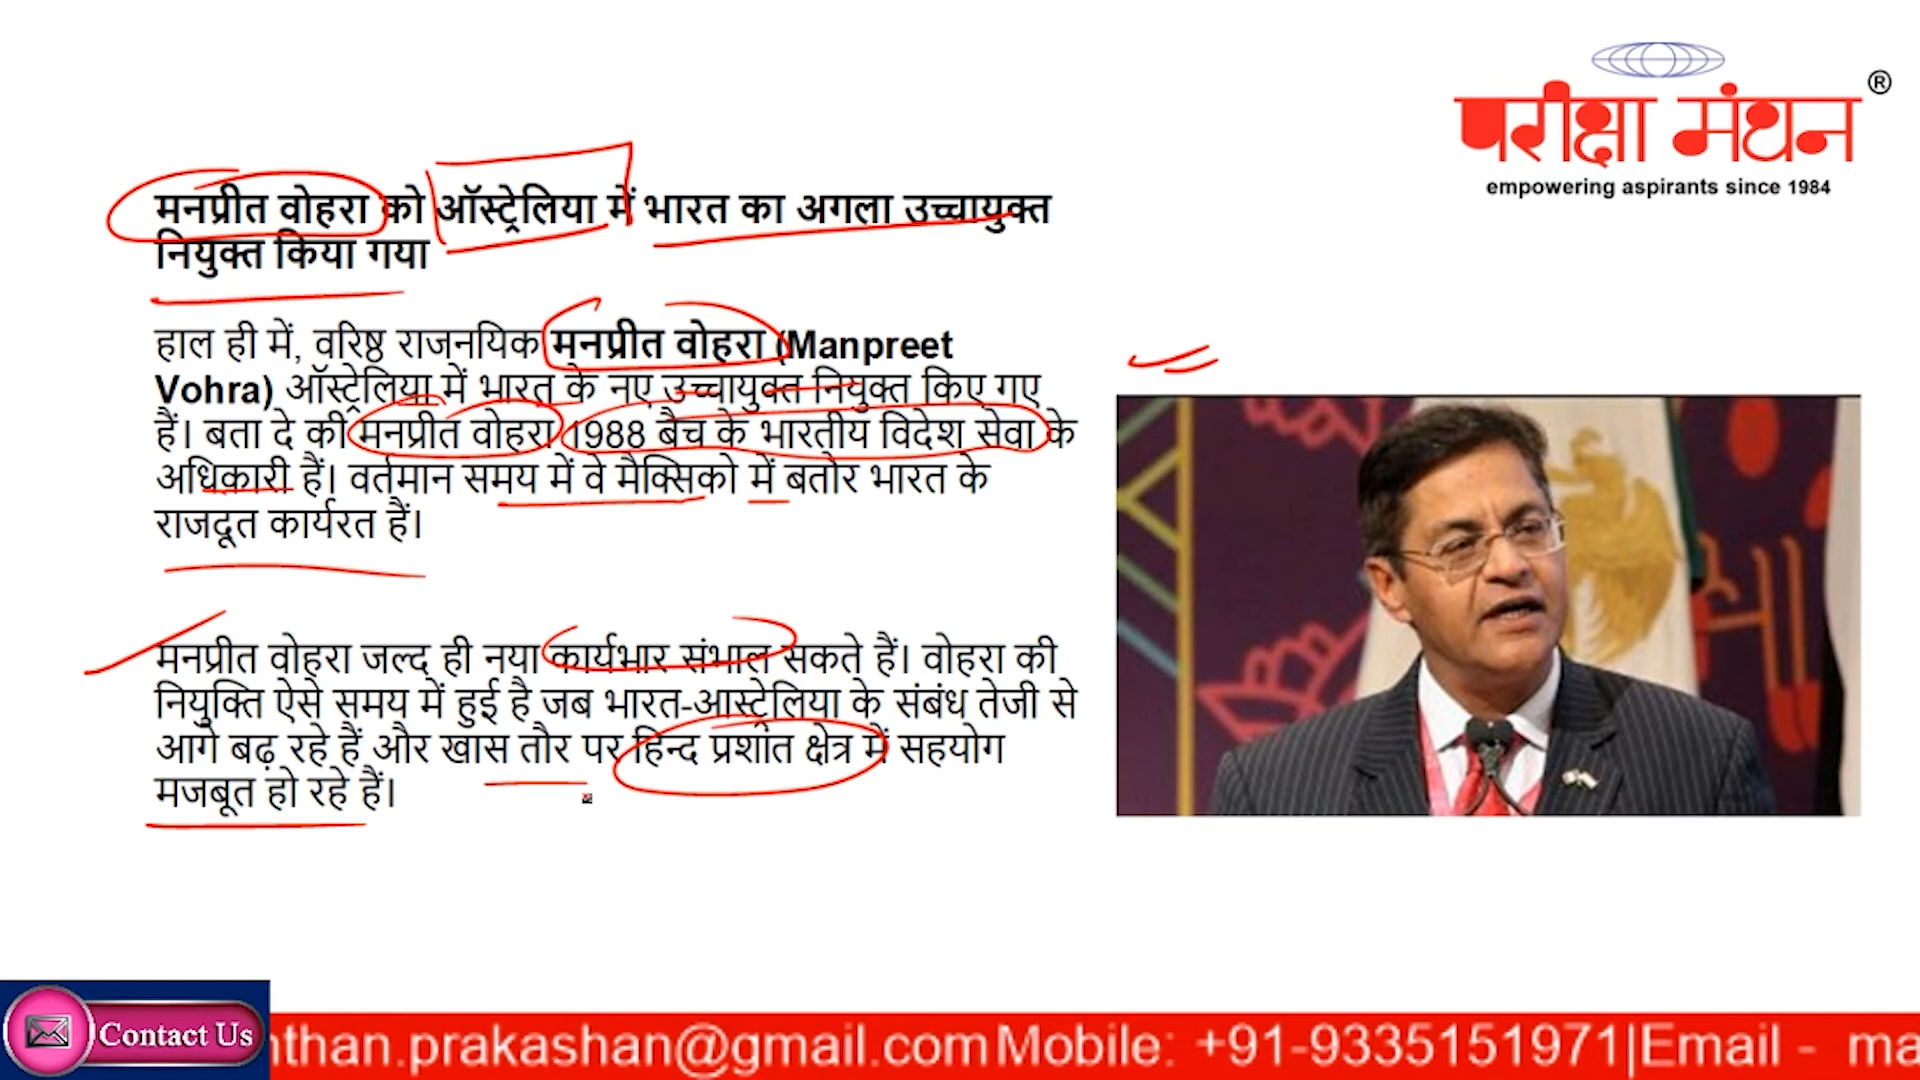 परीक्षा मंथन ®
empowering aspirants since 1984
मनप्रीत वोहरा को ऑस्ट्रेलिया में भारत का अगला उच्चायुक्त
नियुक्त किया गया
हाल ही में, वरिष्ठ राजनयिक मनप्रीत वोहरा (Manpreet
Vohra) ऑस्ट्रेलिया में भारत के नए उच्चायुक्त नियुक्त किए गए
हैं। बता दे की मनप्रीत वोहरा 1988 बैच के भारतीय विदेश सेवा के
अधिकारी हैं। वर्तमान समय में वे मैक्सिको में बतौर भारत के
राजदूत कार्यरत हैं।
मनप्रीत वोहरा जल्द ही नया कार्यभार संभाल सकते हैं। वोहरा की
नियुक्ति ऐसे समय में हुई है जब भारत-आस्ट्रेलिया के संबंध तेजी से
आगे बढ़ रहे हैं और खास तौर पर हिन्द प्रशांत क्षेत्र में सहयोग
मजबूत हो रहे हैं।
Contact Us nthan.prakashan@gmail.com Mobile: +91-9335151971|Email - ma